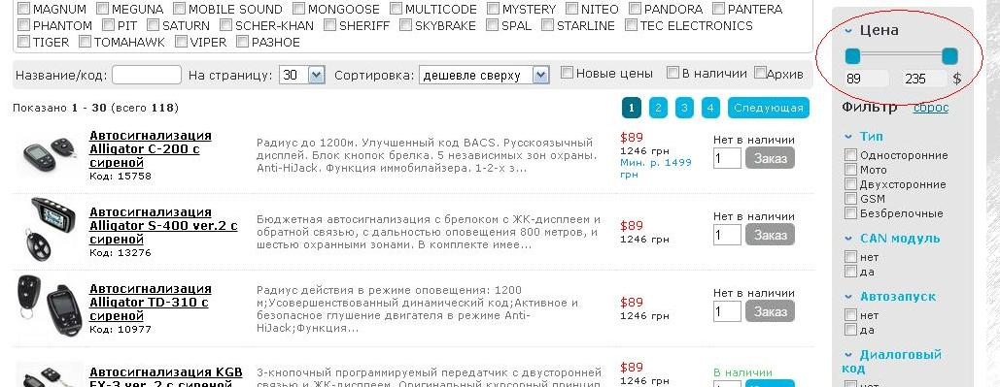 MAGNUM MEGUNA MOBILE SOUND MONGOOSE MULTICODE MYSTERY NITEO PANDORA PANTERA
PHANTOM PIT SATURN SCHER-KHAN SHERIFF SKYBRAKE SPAL STARLINE TEC ELECTRONICS
TIGER TOMAHAWK VIPER РАЗНОЕ
Название/код: На страницу: 30 Сортировка: дешевле сверху Новые цены В наличии Архив
Показано 1 - 30 (всего 118) 1 2 3 4 Следующая
Автосигнализация
Alligator C-200 с
сиреной
Код: 15758
Радиус до 1200м. Улучшенный код BACS. Русскоязычный
дисплей. Блок кнопок брелка. 5 независимых зон охраны.
Anti-HiJack. Функция иммобилайзера. 1-2-х з...
$89
1246 грн
Мин. р. 1499
грн
Нет в наличии
1 Заказ
Автосигнализация
Alligator S-400 ver.2 с
сиреной
Код: 13276
Бюджетная автосигнализация с брелоком с ЖК-дисплеем и
обратной связью, с дальностью оповещения 800 метров, и
шестью охранными зонами. В комплекте имее...
$89
1246 грн
Нет в наличии
1 Заказ
Автосигнализация
Alligator TD-310 с
сиреной
Код: 10977
Радиус действия в режиме оповещения: 1200
м;Усовершенствованный динамический код;Активное и
безопасное глушение двигателя в режиме Anti-
HiJack;Функция...
$89
1246 грн
Нет в наличии
1 Заказ
Автосигнализация KGB
FX-3 ver. 2 с сиреной
3-кнопочный программируемый передатчик с двусторонней
связью и ЖК-дисплеем. Оригинальный курсорный принцип
$89
1246 грн
В наличии
Цена
89 235 $
Фильтр сброс
Тип
Односторонние
Мото
Двухсторонние
GSM
Безбрелочные
CAN модуль
нет
да
Автозапуск
нет
да
Диалоговый
код
нет